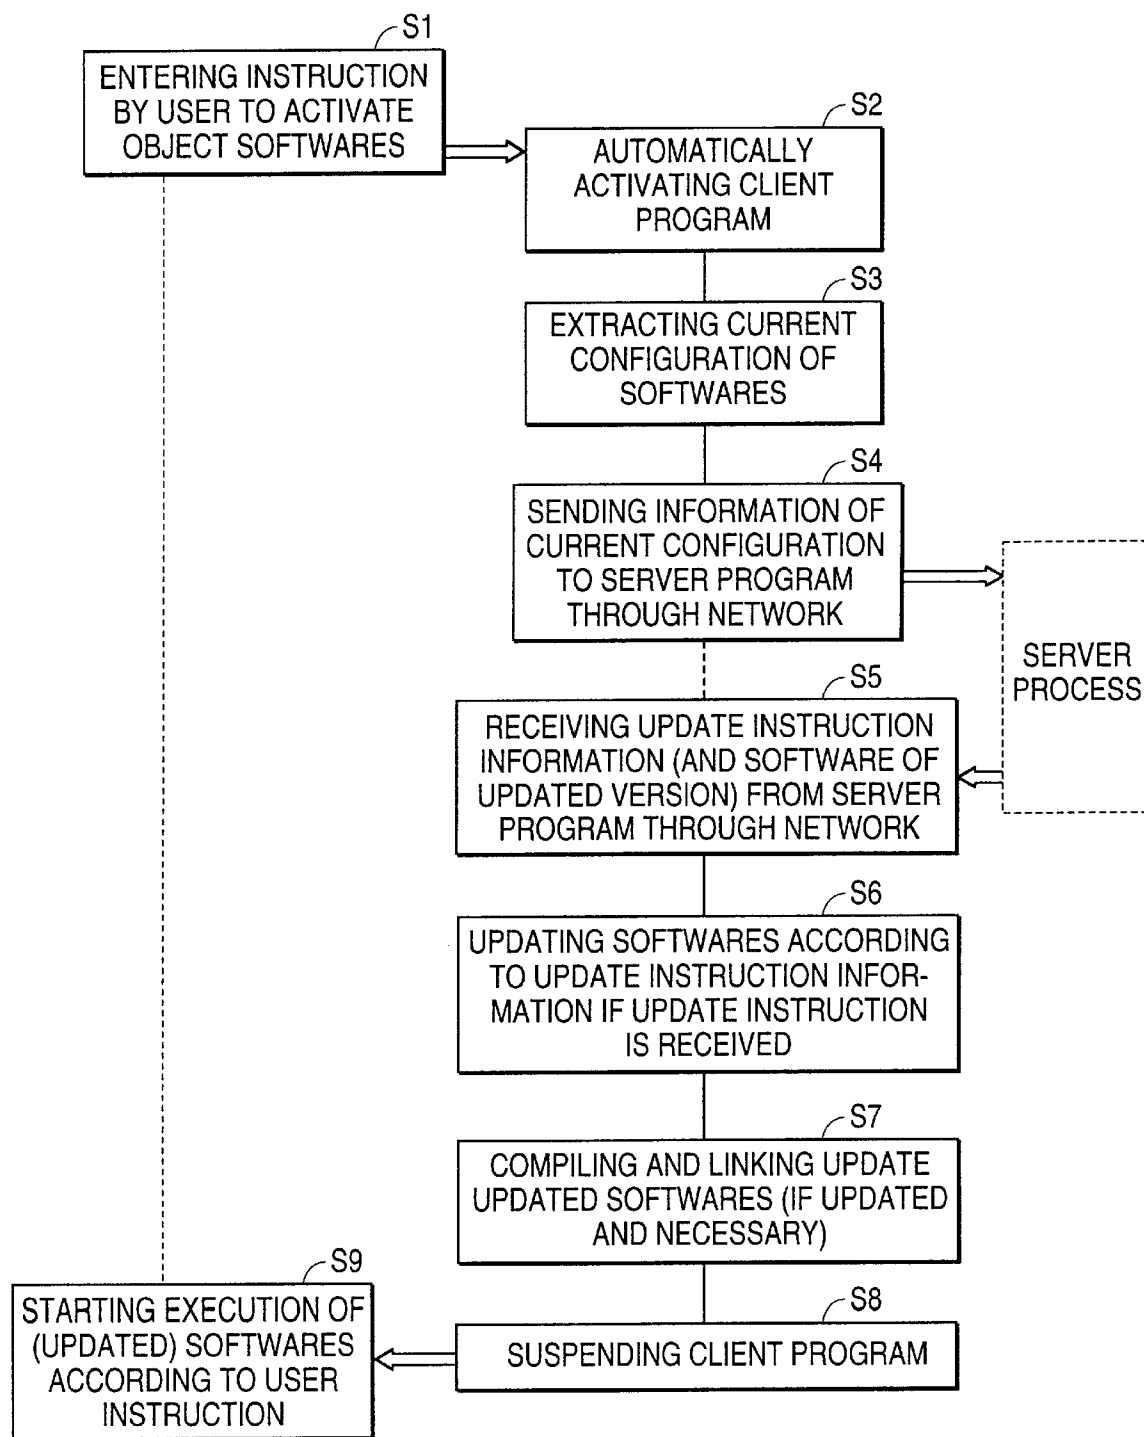 S1
ENTERING INSTRUCTION
BY USER TO ACTIVATE
OBJECT SOFTWARES
S2
AUTOMATICALLY
ACTIVATING CLIENT
PROGRAM
S3
EXTRACTING CURRENT
CONFIGURATION OF
SOFTWARES
S4
SENDING INFORMATION OF
CURRENT CONFIGURATION
TO SERVER PROGRAM
THROUGH NETWORK
SERVER
PROCESS
S5
RECEIVING UPDATE INSTRUCTION
INFORMATION (AND SOFTWARE OF
UPDATED VERSION) FROM SERVER
PROGRAM THROUGH NETWORK
S6
UPDATING SOFTWARES ACCORDING
TO UPDATE INSTRUCTION INFOR-
MATION IF UPDATE INSTRUCTION
IS RECEIVED
S7
COMPILING AND LINKING UPDATE
UPDATED SOFTWARES (IF UPDATED
AND NECESSARY)
S8
SUSPENDING CLIENT PROGRAM
S9
STARTING EXECUTION OF
(UPDATED) SOFTWARES
ACCORDING TO USER
INSTRUCTION